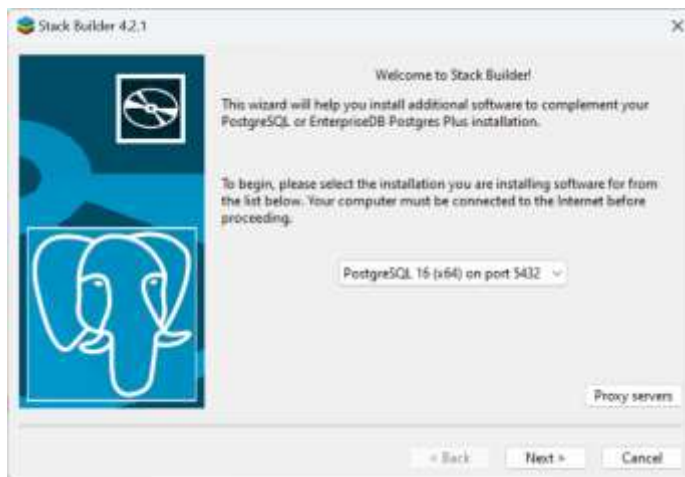 Stack Builder 4.2.1
Welcome to Stack Builder!
This wizard will help you install additional software to complement your
PostgreSQL or EnterpriseDB Postgres Plus installation.
To begin, please select the installation you are installing software for from
the list below. Your computer must be connected to the Internet before
proceeding.
PostgreSQL 16 (x64) on port 5432
Proxy servers
< Back
Next >
Cancel